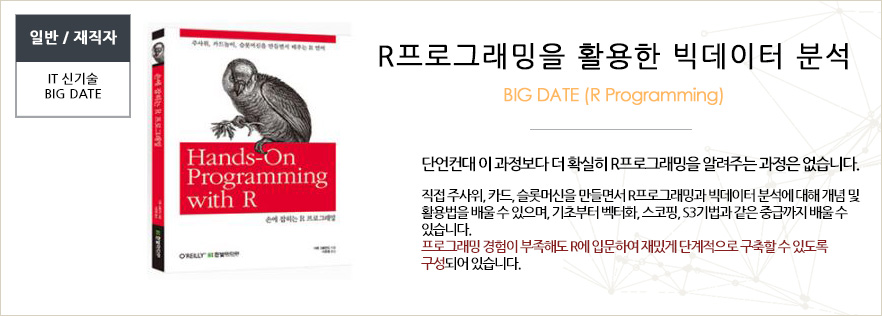 일반 / 재직자
IT 신기술
BIG DATE
주사위, 카드놀이, 슬롯머신을 만들면서 배우는 R 언어
손에 잡히는 R 프로그래밍
Hands-On
Programming
with R
손에 잡히는 R 프로그래밍
O'REILLY® 한빛미디어
R프로그래밍을 활용한 빅데이터 분석
BIG DATE (R Programming)
단언컨대 이 과정보다 더 확실히 R프로그래밍을 알려주는 과정은 없습니다.
직접 주사위, 카드, 슬롯머신을 만들면서 R프로그래밍과 빅데이터 분석에 대해 개념 및
활용법을 배울 수 있으며, 기초부터 벡터화, 스코핑, S3기법과 같은 중급까지 배울 수
있습니다.
프로그래밍 경험이 부족해도 R에 입문하여 재밌게 단계적으로 구축할 수 있도록
구성되어 있습니다.